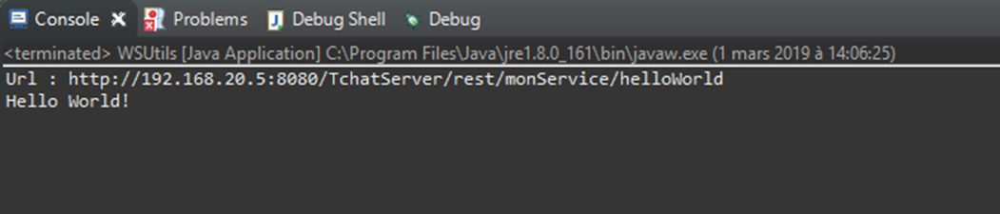 Console Problems Debug Shell Debug
<terminated> WSUtils [Java Application] C:\Program Files\Java\jre1.8.0_161\bin\javaw.exe (1 mars 2019 à 14:06:25)
Url : http://192.168.20.5:8080/TchatServer/rest/monService/helloWorld
Hello World!